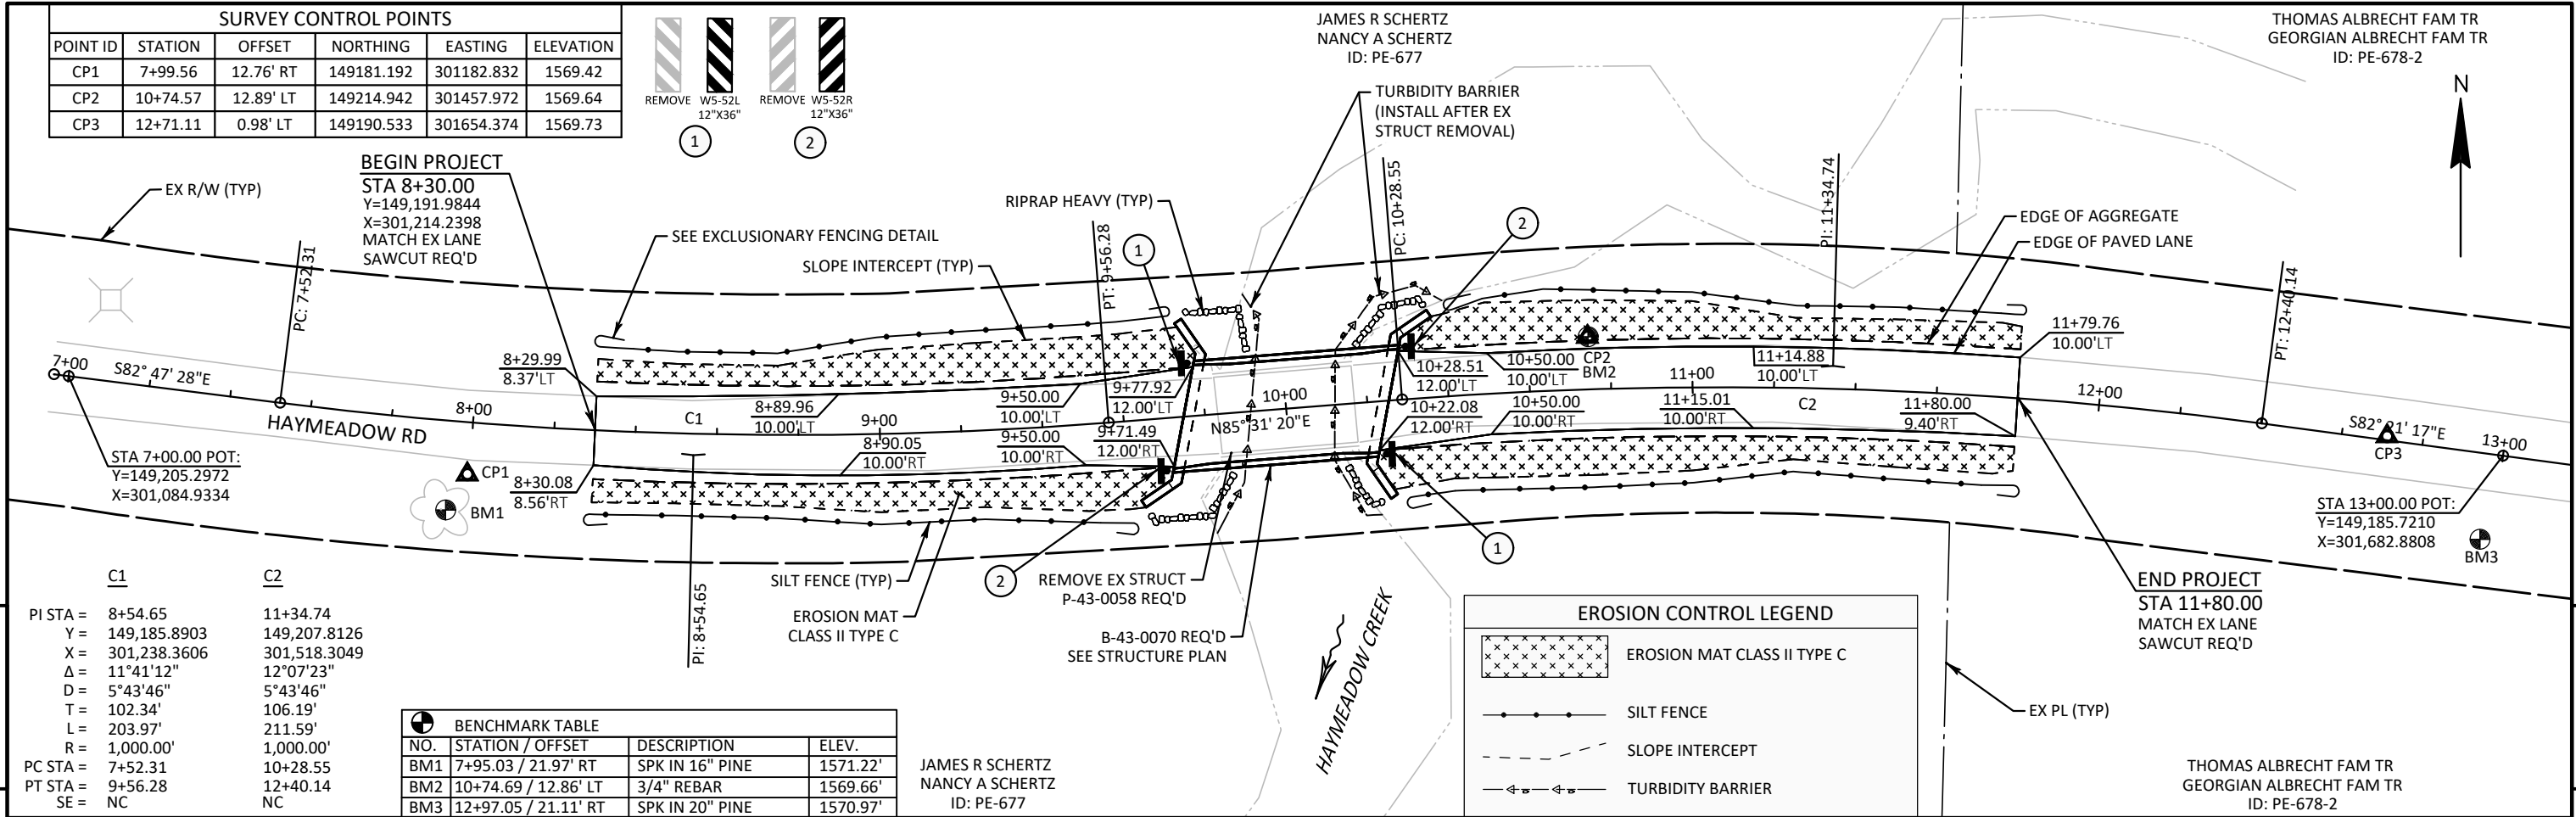 SURVEY CONTROL POINTS
POINT ID STATION OFFSET NORTHING EASTING ELEVATION
CP1 7+99.56 12.76' RT 149181.192 301182.832 1569.42
CP2 10+74.57 12.89' LT 149214.942 301457.972 1569.64
CP3 12+71.11 0.98' LT 149190.533 301654.374 1569.73
REMOVE W5-52L
12"X36"
1
REMOVE W5-52R
12"X36"
2
JAMES R SCHERTZ
NANCY A SCHERTZ
ID: PE-677
THOMAS ALBRECHT FAM TR
GEORGIAN ALBRECHT FAM TR
ID: PE-678-2
N
TURBIDITY BARRIER
(INSTALL AFTER EX
STRUCT REMOVAL)
BEGIN PROJECT
STA 8+30.00
Y=149,191.9844
X=301,214.2398
MATCH EX LANE
SAWCUT REQ'D
EX R/W (TYP)
RIPRAP HEAVY (TYP)
SEE EXCLUSIONARY FENCING DETAIL
SLOPE INTERCEPT (TYP)
EDGE OF AGGREGATE
EDGE OF PAVED LANE
PC: 7+52.31
PT: 9+56.28
PC: 10+28.55
PI: 11+34.74
PT: 12+40.14
1
2
7+00
S82° 47' 28"E
8+00
HAYMEADOW RD
8+29.99
8.37'LT
C1
8+89.96
10.00'LT
9+00
9+50.00
10.00'LT
9+77.92
12.00'LT
10+00
N85°31' 20"E
10+28.51
12.00'LT
10+50.00
10.00'LT
CP2
BM2
11+00
11+14.88
10.00'LT
11+79.76
10.00'LT
12+00
S82° 21' 17"E
13+00
CP3
STA 7+00.00 POT:
Y=149,205.2972
X=301,084.9334
CP1
BM1
8+30.08
8.56'RT
8+90.05
10.00'RT
9+50.00
10.00'RT
9+71.49
12.00'RT
10+22.08
12.00'RT
10+50.00
10.00'RT
11+15.01
10.00'RT
C2
11+80.00
9.40'RT
STA 13+00.00 POT:
Y=149,185.7210
X=301,682.8808
BM3
PI: 8+54.65
SILT FENCE (TYP)
EROSION MAT
CLASS II TYPE C
2
REMOVE EX STRUCT
P-43-0058 REQ'D
B-43-0070 REQ'D
SEE STRUCTURE PLAN
1
HAYMEADOW CREEK
END PROJECT
STA 11+80.00
MATCH EX LANE
SAWCUT REQ'D
EX PL (TYP)
C1 C2
PI STA = 8+54.65 11+34.74
Y = 149,185.8903 149,207.8126
X = 301,238.3606 301,518.3049
Δ = 11°41'12" 12°07'23"
D = 5°43'46" 5°43'46"
T = 102.34' 106.19'
L = 203.97' 211.59'
R = 1,000.00' 1,000.00'
PC STA = 7+52.31 10+28.55
PT STA = 9+56.28 12+40.14
SE = NC NC
BENCHMARK TABLE
NO. STATION / OFFSET DESCRIPTION ELEV.
BM1 7+95.03 / 21.97' RT SPK IN 16" PINE 1571.22'
BM2 10+74.69 / 12.86' LT 3/4" REBAR 1569.66'
BM3 12+97.05 / 21.11' RT SPK IN 20" PINE 1570.97'
JAMES R SCHERTZ
NANCY A SCHERTZ
ID: PE-677
EROSION CONTROL LEGEND
EROSION MAT CLASS II TYPE C
SILT FENCE
SLOPE INTERCEPT
TURBIDITY BARRIER
THOMAS ALBRECHT FAM TR
GEORGIAN ALBRECHT FAM TR
ID: PE-678-2